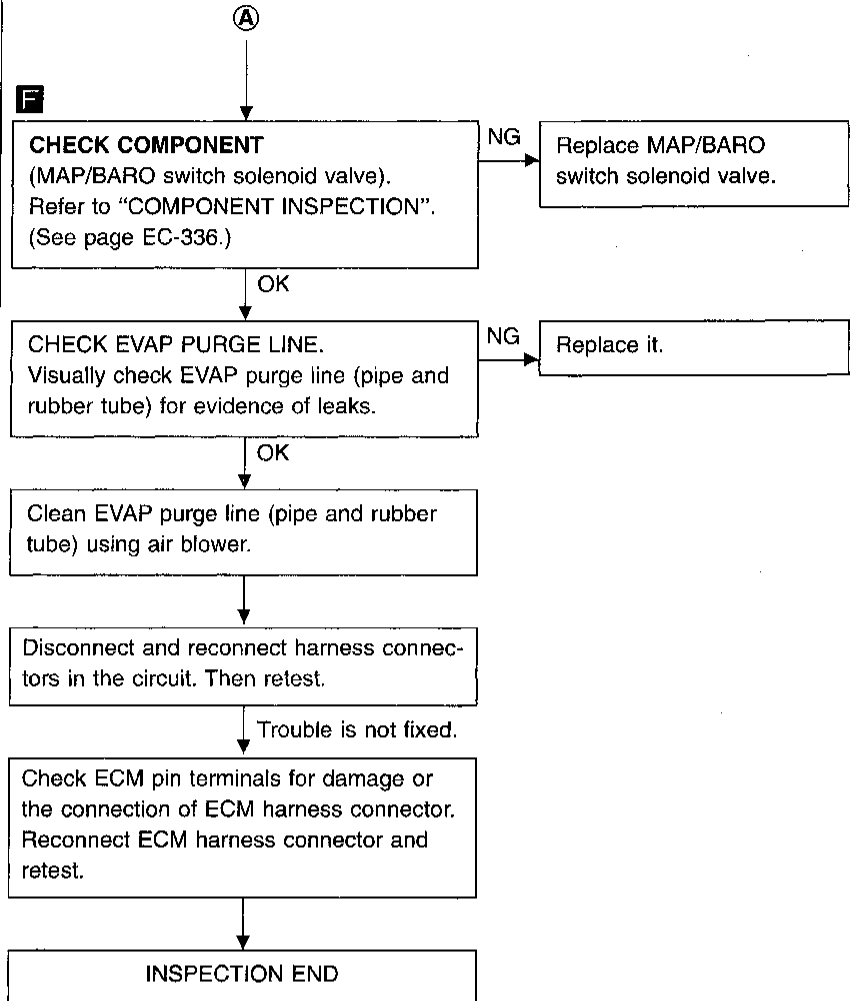 A
F
CHECK COMPONENT
(MAP/BARO switch solenoid valve).
Refer to “COMPONENT INSPECTION”.
(See page EC-336.)
NG
Replace MAP/BARO
switch solenoid valve.
OK
CHECK EVAP PURGE LINE.
Visually check EVAP purge line (pipe and
rubber tube) for evidence of leaks.
NG
Replace it.
OK
Clean EVAP purge line (pipe and rubber
tube) using air blower.
Disconnect and reconnect harness connec-
tors in the circuit. Then retest.
Trouble is not fixed.
Check ECM pin terminals for damage or
the connection of ECM harness connector.
Reconnect ECM harness connector and
retest.
INSPECTION END